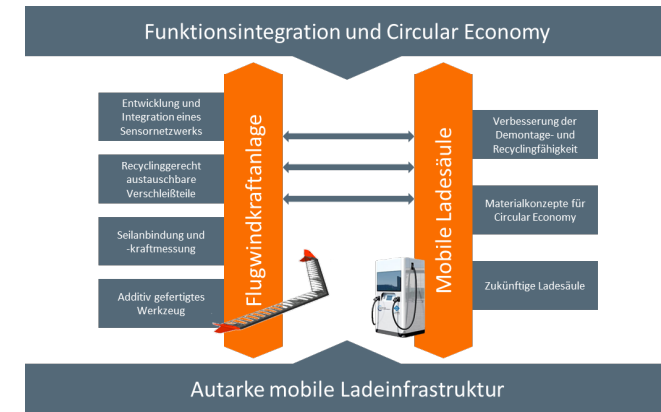 Funktionsintegration und Circular Economy
Entwicklung und
Integration eines
Sensornetzwerks
Recyclinggerecht
austauschbare
Verschleißteile
Seilanbindung und
-kraftmessung
Additiv gefertigtes
Werkzeug
Flugwindkraftanlage
Mobile Ladesäule
Verbesserung der
Demontage- und
Recyclingfähigkeit
Materialkonzepte für
Circular Economy
Zukünftige Ladesäule
Autarke mobile Ladeinfrastruktur